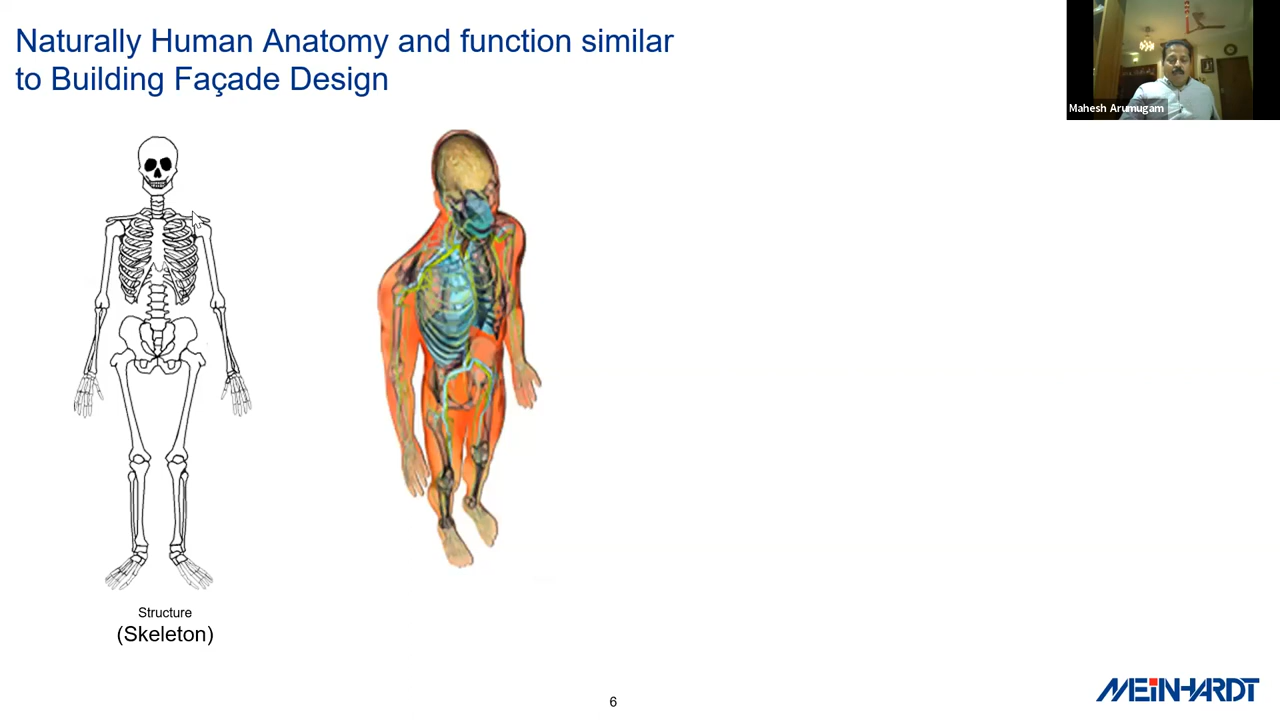 Naturally Human Anatomy and function similar
to Building Façade Design
Mahesh Arumugam
Structure
(Skeleton)
6
MEINHARDT